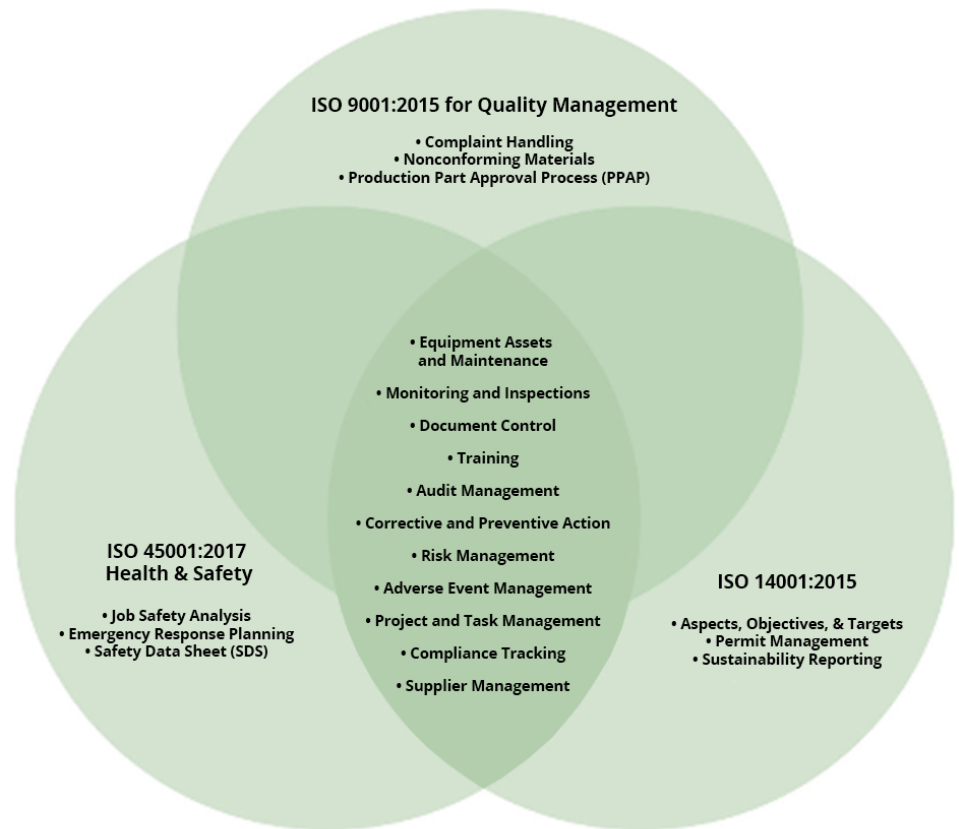 ISO 9001:2015 for Quality Management
• Complaint Handling
• Nonconforming Materials
• Production Part Approval Process (PPAP)
• Equipment Assets
and Maintenance
• Monitoring and Inspections
• Document Control
• Training
• Audit Management
• Corrective and Preventive Action
• Risk Management
• Adverse Event Management
• Project and Task Management
• Compliance Tracking
• Supplier Management
ISO 45001:2017
Health & Safety
• Job Safety Analysis
• Emergency Response Planning
• Safety Data Sheet (SDS)
ISO 14001:2015
• Aspects, Objectives, & Targets
• Permit Management
• Sustainability Reporting